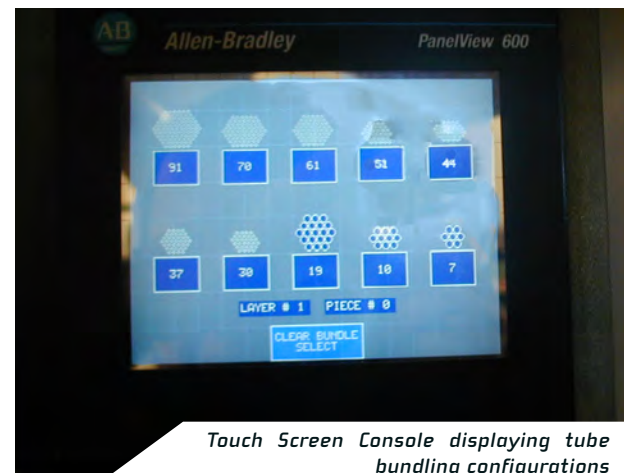 AB
Allen-Bradley PanelView 600
91 70 61 51 44
37 30 19 10 7
LAYER # 1 PIECE # 0
CLEAR BUNDLE
SELECT
Touch Screen Console displaying tube
bundling configurations